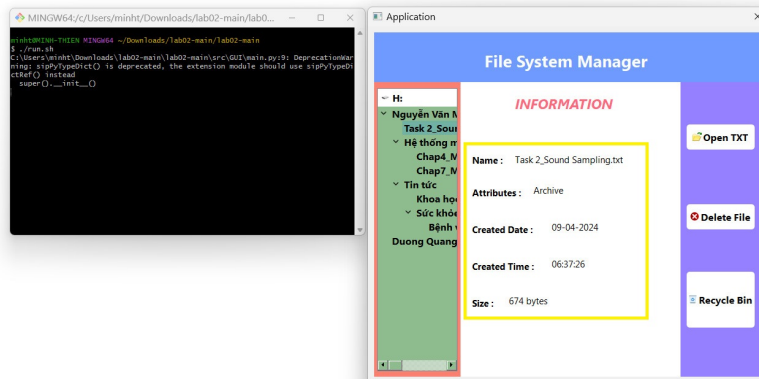 MINGW64:/c/Users/minht/Downloads/lab02-main/lab0...
minht@MINH-THIEN MINGW64 ~/Downloads/lab02-main/lab02-main
$ ./run.sh
C:\Users\minht\Downloads\lab02-main\lab02-main\src\GUI\main.py:9: DeprecationWar
ning: sipPyTypeDict() is deprecated, the extension module should use sipPyTypeDi
ctRef() instead
super().__init__()
Application
File System Manager
H:
Nguyễn Văn M
Task 2_Soun
Hệ thống m
Chap4_M
Chap7_M
Tin tức
Khoa học
Sức khỏe
Bệnh v
Duong Quang
INFORMATION
Name : Task 2_Sound Sampling.txt
Attributes : Archive
Created Date : 09-04-2024
Created Time : 06:37:26
Size : 674 bytes
Open TXT
Delete File
Recycle Bin